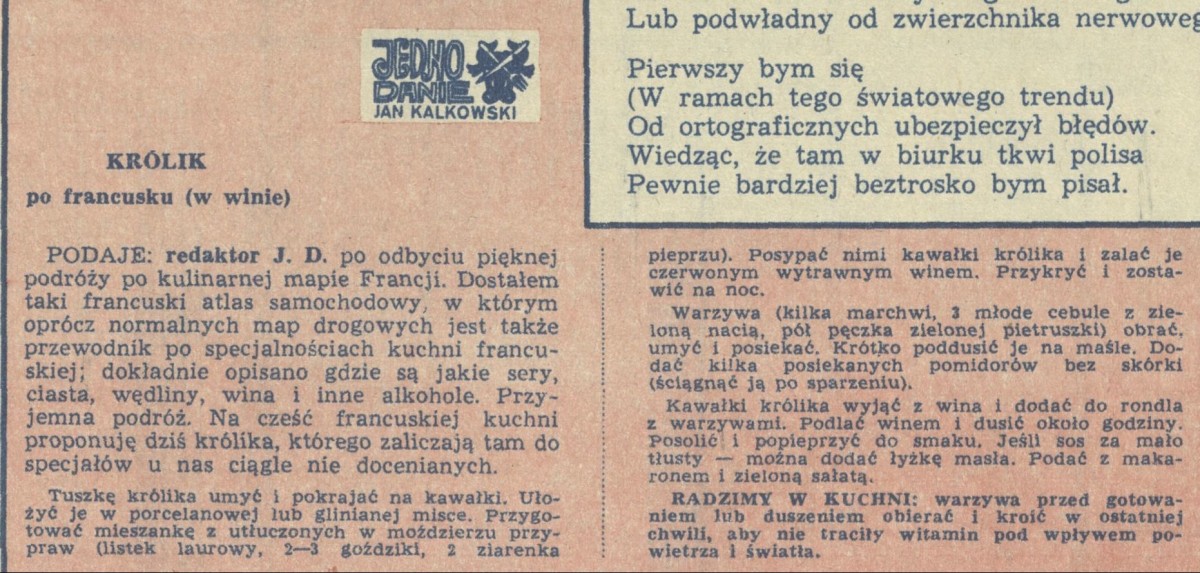 JEDNO
DANIE
JAN KALKOWSKI
KRÓLIK
po francusku (w winie)
PODAJE: redaktor J. D. po odbyciu pięknej
podróży po kulinarnej mapie Francji. Dostałem
taki francuski atlas samochodowy, w którym
oprócz normalnych map drogowych jest także
przewodnik po specjalnościach kuchni francu-
skiej; dokładnie opisano gdzie są jakie sery,
ciasta, wędliny, wina i inne alkohole. Przy-
jemna podróż. Na cześć francuskiej kuchni
proponuję dziś królika, którego zaliczają tam do
specjałów u nas ciągle nie docenianych.
Tuszkę królika umyć i pokrajać na kawałki. Uło-
żyć je w porcelanowej lub glinianej misce. Przygo-
tować mieszankę z utłuczonych w moździerzu przy-
praw (listek laurowy, 2—3 goździki, 2 ziarenka
pieprzu). Posypać nimi kawałki królika i zalać je
czerwonym wytrawnym winem. Przykryć i zosta-
wić na noc.
Warzywa (kilka marchwi, 3 młode cebule z zie-
loną nacią, pół pęczka zielonej pietruszki) obrać,
umyć i posiekać. Krótko poddusić je na maśle. Do-
dać kilka posiekanych pomidorów bez skórki
(ściągnąć ją po sparzeniu).
Kawałki królika wyjąć z wina i dodać do rondla
z warzywami. Podlać winem i dusić około godziny.
Posolić i popieprzyć do smaku. Jeśli sos za mało
tłusty — można dodać łyżkę masła. Podać z maka-
ronem i zieloną sałatą.
RADZIMY W KUCHNI: warzywa przed gotowa-
niem lub duszeniem obierać i kroić w ostatniej
chwili, aby nie traciły witamin pod wpływem po-
wietrza i światła.
Lub podwładny od zwierzchnika nerwoweg
Pierwszy bym się
(W ramach tego światowego trendu)
Od ortograficznych ubezpieczył błędów.
Wiedząc, że tam w biurku tkwi polisa
Pewnie bardziej beztrosko bym pisał.